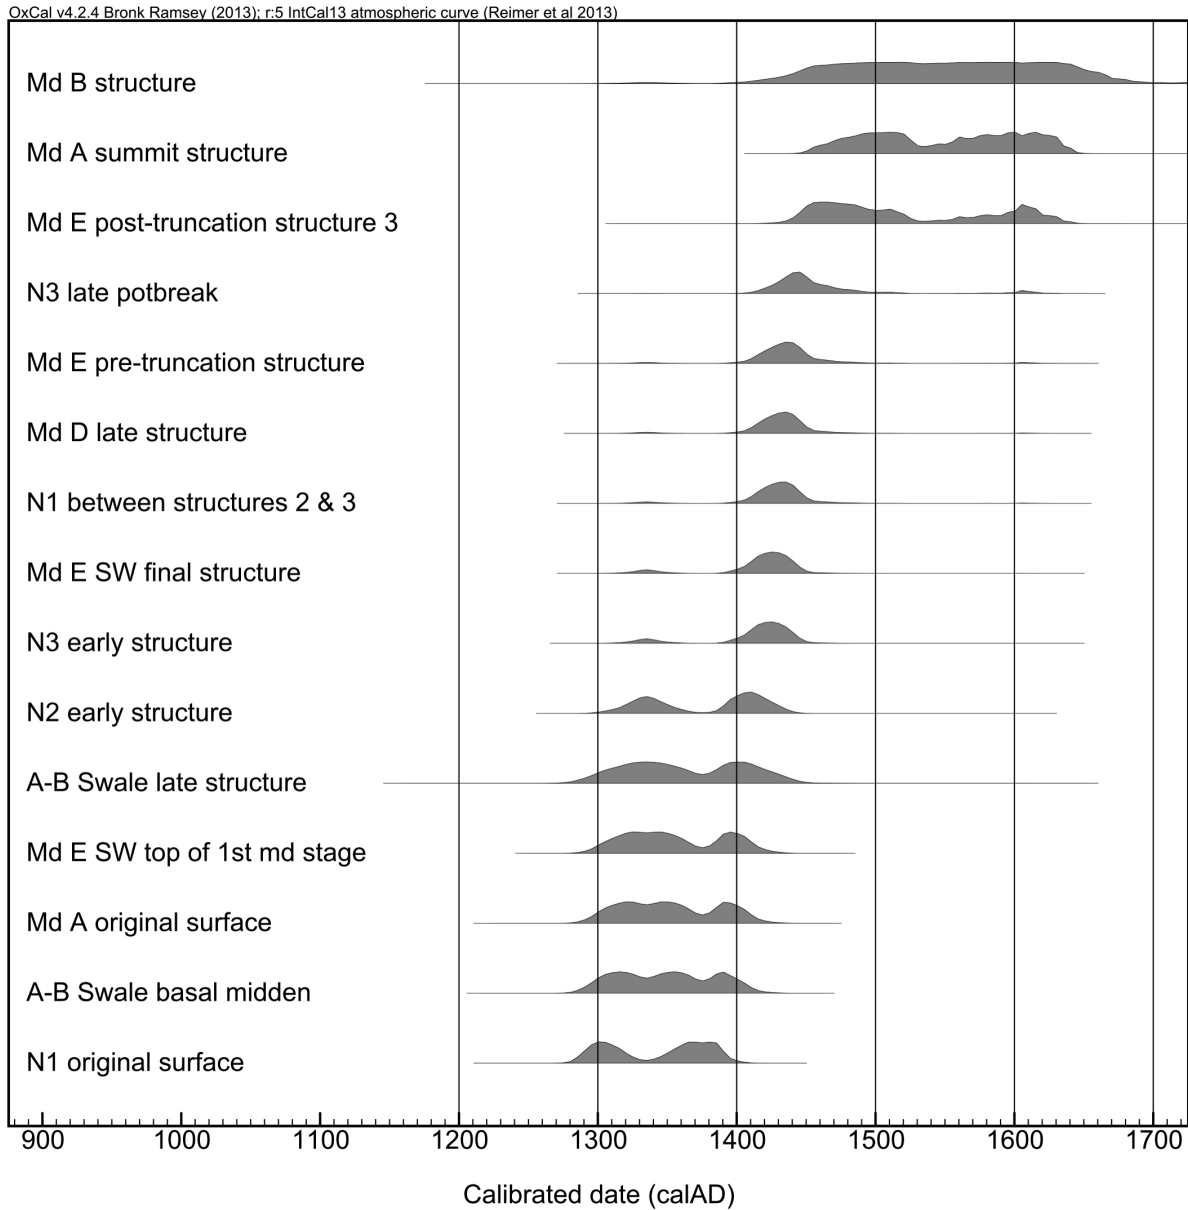 OxCal v4.2.4 Bronk Ramsey (2013); r:5 IntCal13 atmospheric curve (Reimer et al 2013)
Md B structure
Md A summit structure
Md E post-truncation structure 3
N3 late potbreak
Md E pre-truncation structure
Md D late structure
N1 between structures 2 & 3
Md E SW final structure
N3 early structure
N2 early structure
A-B Swale late structure
Md E SW top of 1st md stage
Md A original surface
A-B Swale basal midden
N1 original surface
900 1000 1100 1200 1300 1400 1500 1600 1700
Calibrated date (calAD)